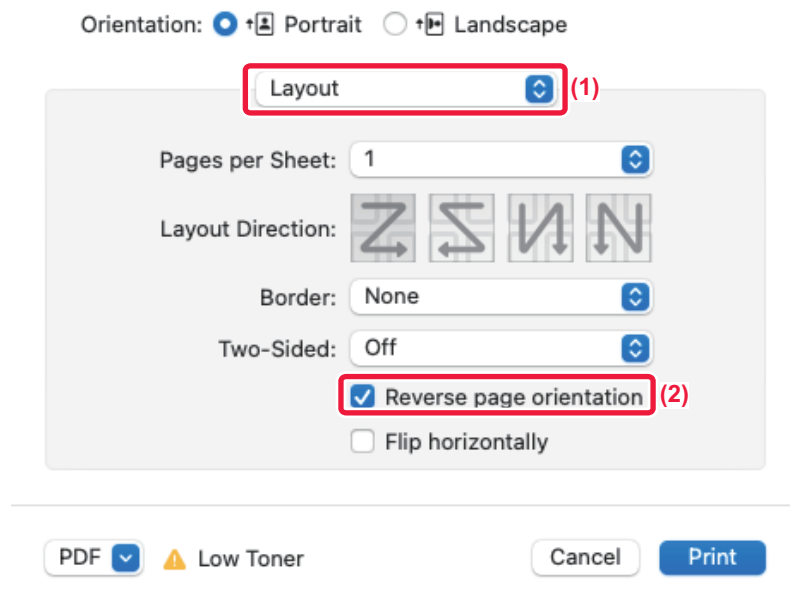 Orientation: Portrait Landscape
Layout (1)
Pages per Sheet: 1
Layout Direction:
Border: None
Two-Sided: Off
Reverse page orientation (2)
Flip horizontally
PDF Low Toner Cancel Print